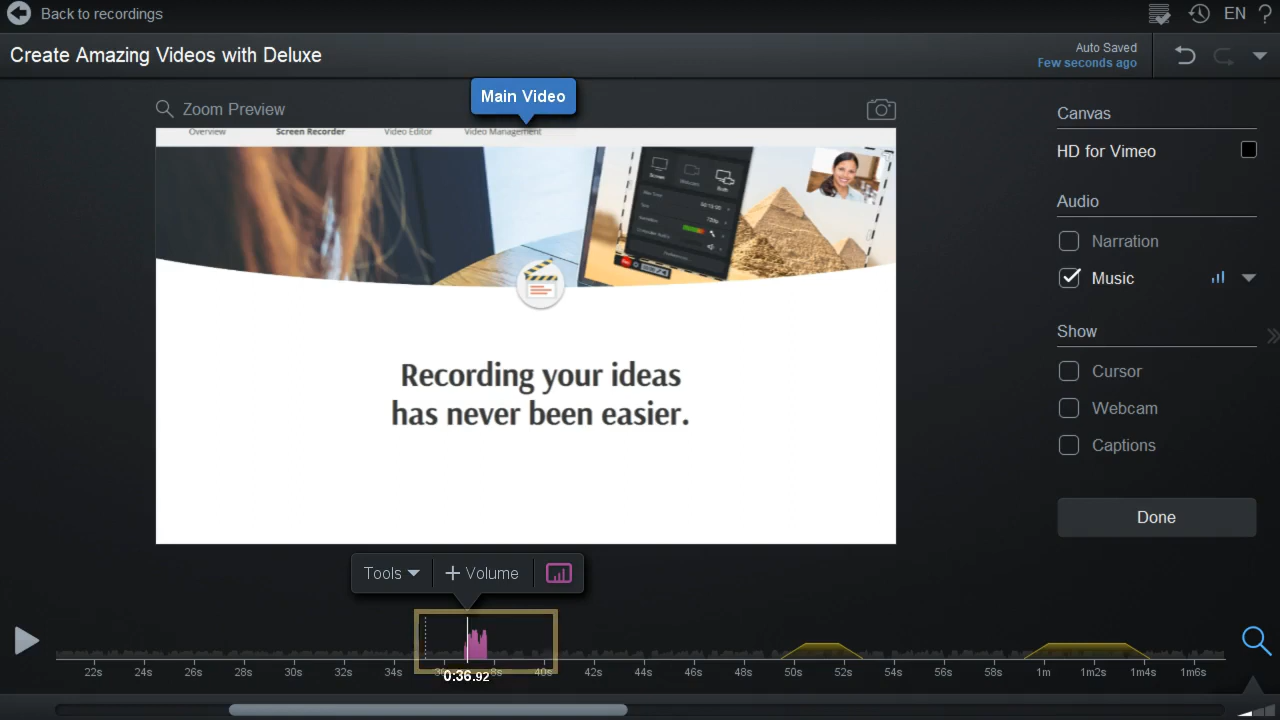 Back to recordings
EN ?
Create Amazing Videos with Deluxe
Auto Saved
Few seconds ago
Main Video
Zoom Preview
Overview Screen Recorder Video Editor Video Management
Screen Webcam Both
Recording your ideas
has never been easier.
Canvas
HD for Vimeo
Audio
Narration
Music
Show
Cursor
Webcam
Captions
Done
Tools + Volume
22s 24s 26s 28s 30s 32s 34s 40s 42s 44s 46s 48s 50s 52s 54s 56s 58s 1m 1m2s 1m4s 1m6s
0:36.92